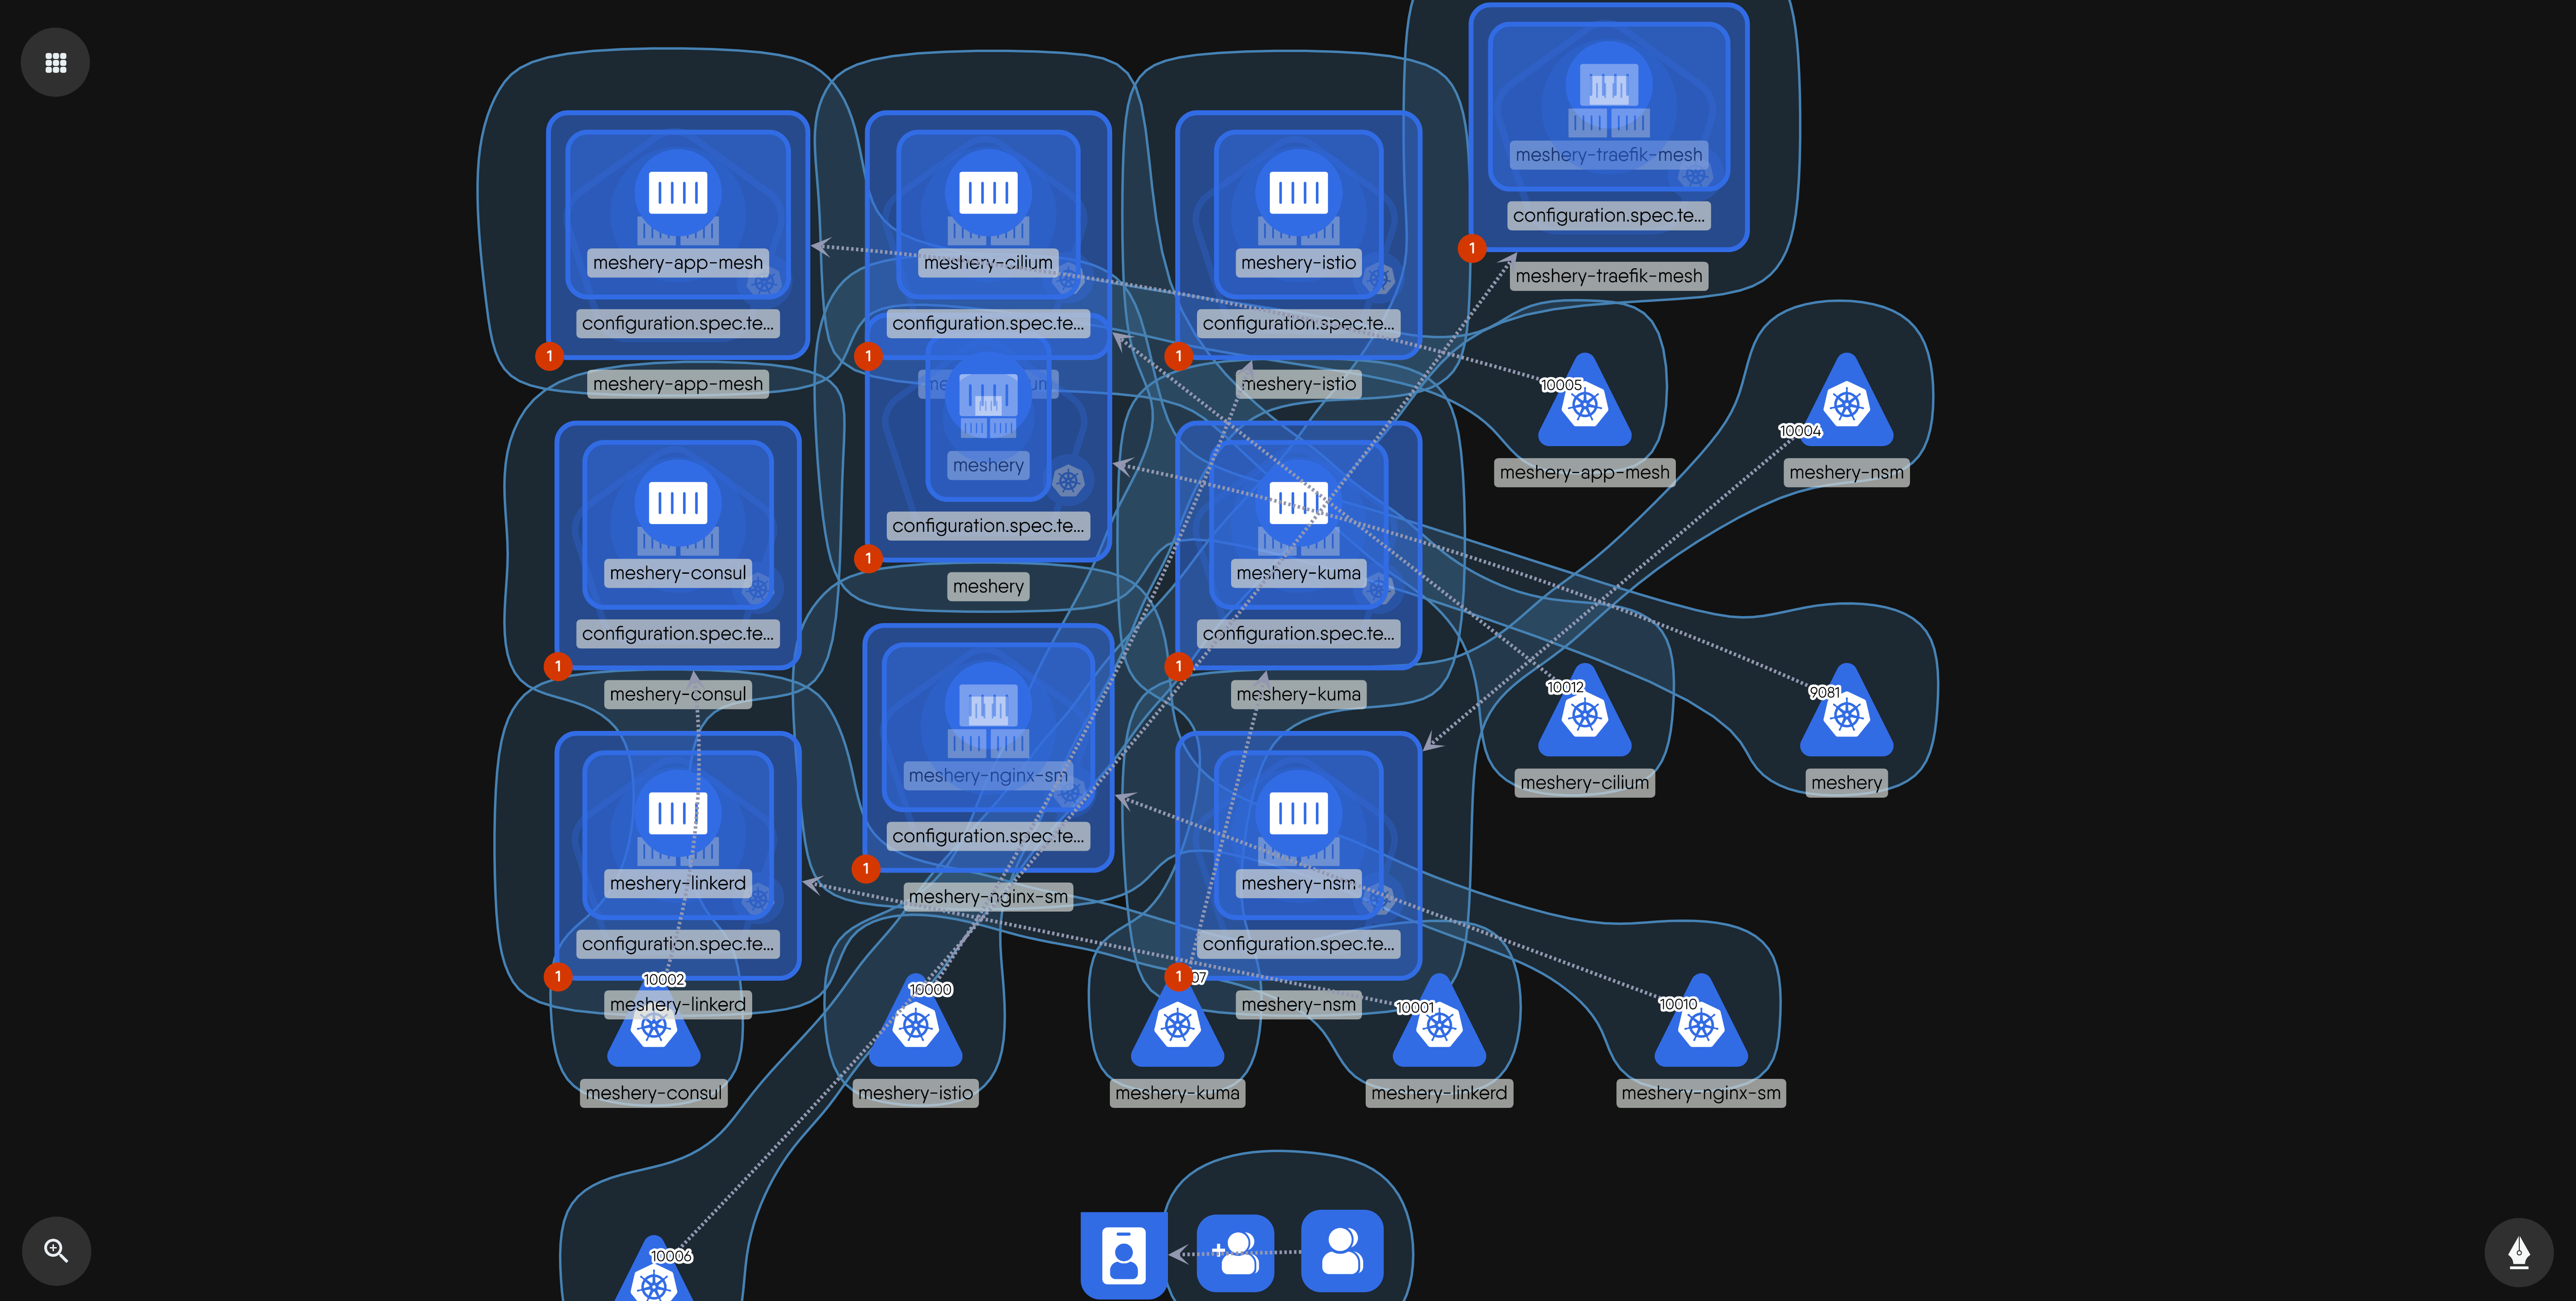 meshery-traefik-mesh
configuration.spec.te...
1
meshery-traefik-mesh
meshery-app-mesh
configuration.spec.te...
1
meshery-app-mesh
meshery-cilium
configuration.spec.te...
1
meshery-istio
configuration.spec.te...
1
meshery-istio
10005
meshery-app-mesh
10004
meshery-nsm
meshery
configuration.spec.te...
1
meshery
meshery-consul
configuration.spec.te...
1
meshery-consul
meshery-kuma
configuration.spec.te...
1
meshery-kuma
10012
meshery-cilium
9081
meshery
meshery-nginx-sm
configuration.spec.te...
1
meshery-nginx-sm
meshery-linkerd
configuration.spec.te...
1
meshery-linkerd
meshery-nsm
configuration.spec.te...
1
07
meshery-nsm
10002
meshery-consul
10000
meshery-istio
meshery-kuma
10001
meshery-linkerd
10010
meshery-nginx-sm
10006